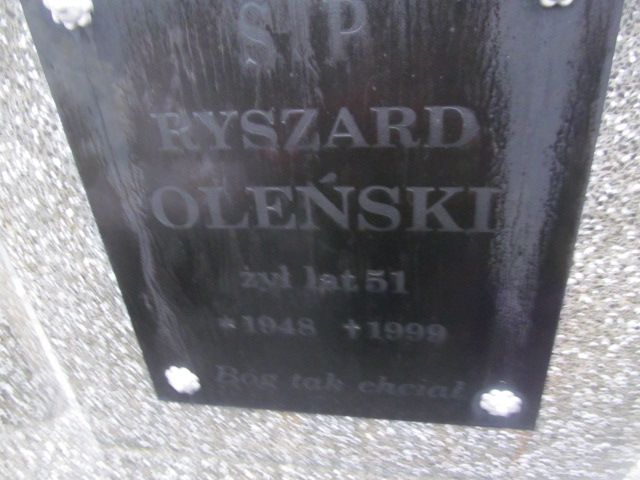 Ś P
RYSZARD
OLEŃSKI
żył lat 51
* 1948 † 1999
Bóg tak chciał